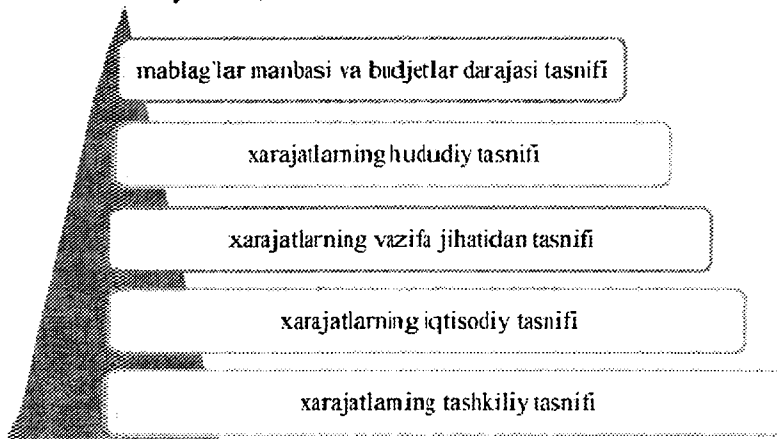 mablag'lar manbasi va budjetlar darajasi tasnifi
xarajatlarning hududiy tasnifi
xarajatlarning vazifa jihatidan tasnifi
xarajatlarning iqtisodiy tasnifi
xarajatlarning tashkiliy tasnifi